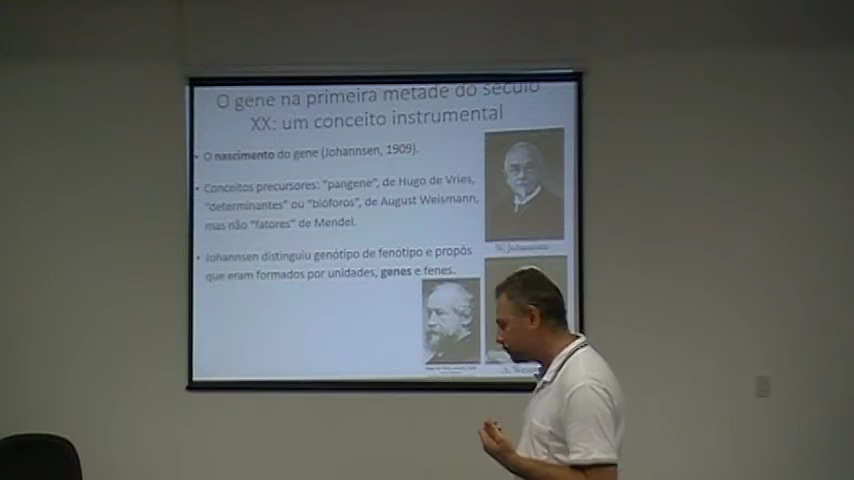 O gene na primeira metade do século
XX: um conceito instrumental
• O nascimento do gene (Johannsen, 1909).
• Conceitos precursores: "pangene", de Hugo de Vries,
"determinantes" ou "bióforos", de August Weismann,
mas não "fatores" de Mendel.
• Johannsen distinguiu genótipo de fenótipo e propôs
que eram formados por unidades, genes e fenes.
W. Johannsen